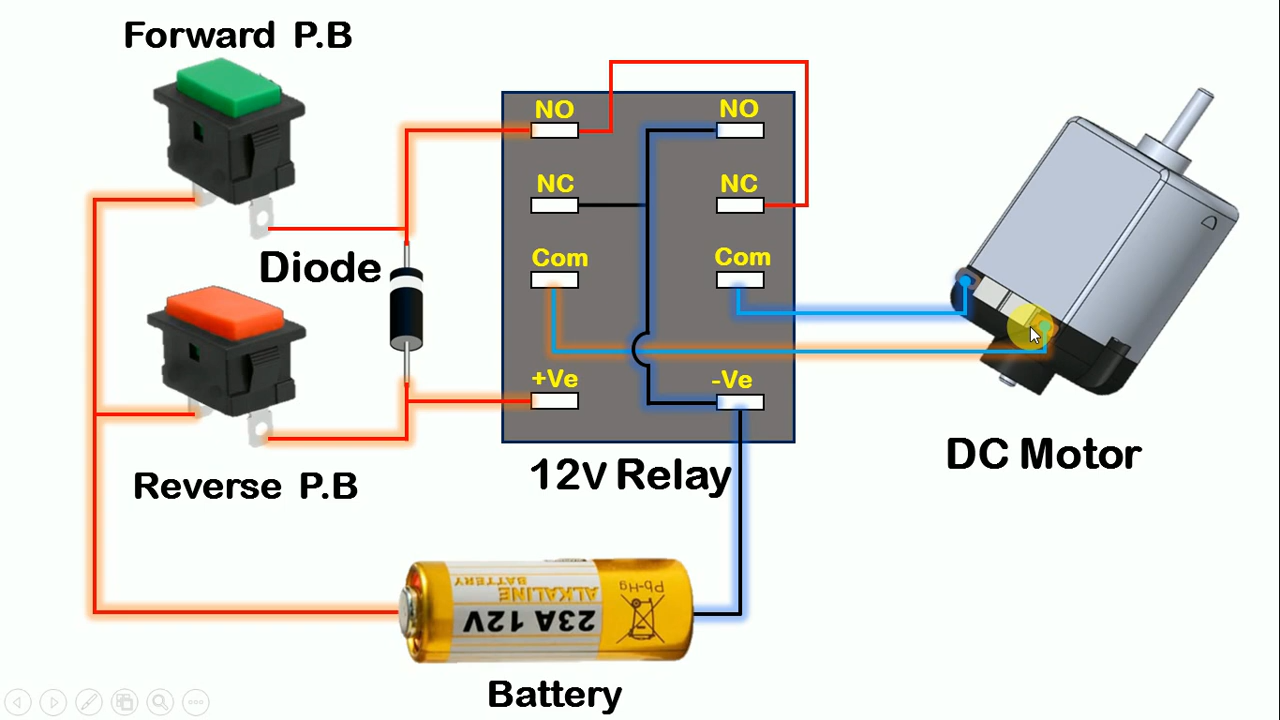 Forward P.B
NO
NO
NC
NC
Diode
Com
Com
+Ve
-Ve
Reverse P.B
12V Relay
DC Motor
ALKALINE
BATTERY
23A 12V
Pb-Hg
Battery